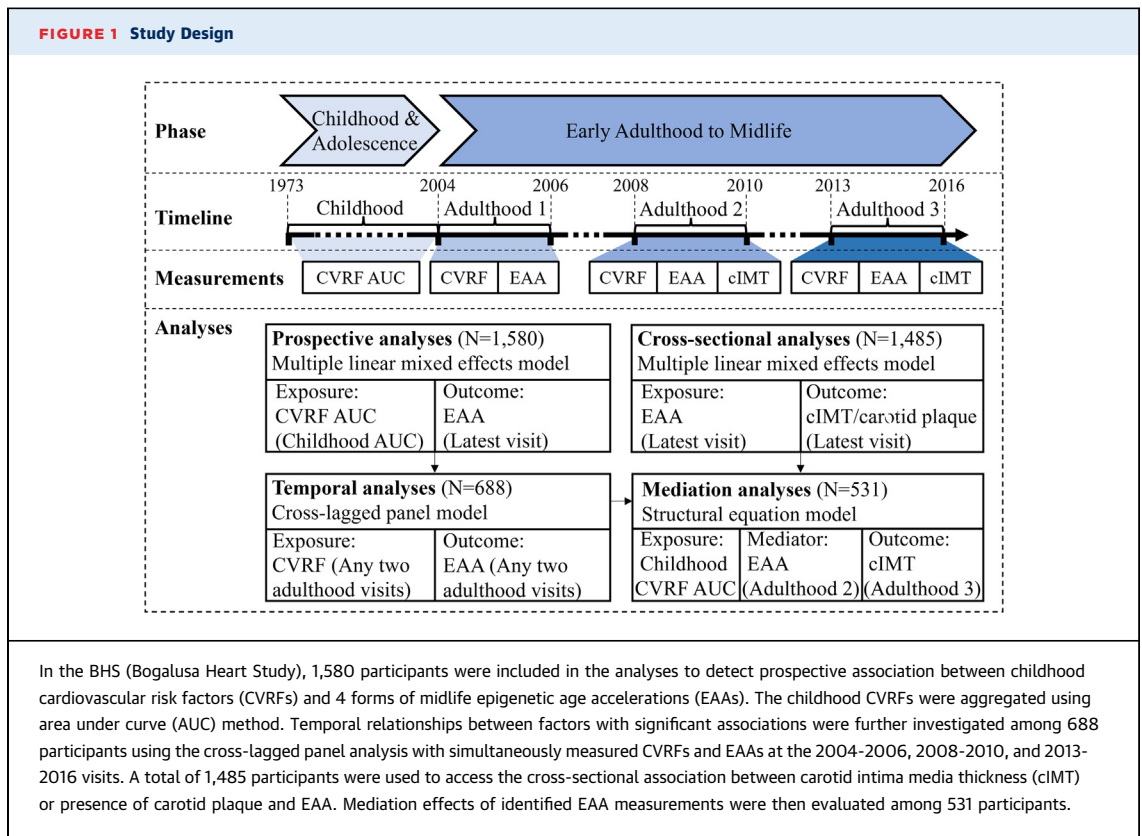 FIGURE 1 Study Design
Phase
Childhood &
Adolescence
Early Adulthood to Midlife
1973 2004 2006 2008 2010 2013 2016
Timeline
Childhood Adulthood 1 Adulthood 2 Adulthood 3
Measurements
CVRF AUC CVRF EAA CVRF EAA cIMT CVRF EAA cIMT
Analyses
Prospective analyses (N=1,580)
Multiple linear mixed effects model
Exposure:
CVRF AUC
(Childhood AUC)
Outcome:
EAA
(Latest visit)
Cross-sectional analyses (N=1,485)
Multiple linear mixed effects model
Exposure:
EAA
(Latest visit)
Outcome:
cIMT/carotid plaque
(Latest visit)
Temporal analyses (N=688)
Cross-lagged panel model
Exposure:
CVRF (Any two
adulthood visits)
Outcome:
EAA (Any two
adulthood visits)
Mediation analyses (N=531)
Structural equation model
Exposure:
Childhood
CVRF AUC
Mediator:
EAA
(Adulthood 2)
Outcome:
cIMT
(Adulthood 3)
In the BHS (Bogalusa Heart Study), 1,580 participants were included in the analyses to detect prospective association between childhood
cardiovascular risk factors (CVRFs) and 4 forms of midlife epigenetic age accelerations (EAAs). The childhood CVRFs were aggregated using
area under curve (AUC) method. Temporal relationships between factors with significant associations were further investigated among 688
participants using the cross-lagged panel analysis with simultaneously measured CVRFs and EAAs at the 2004-2006, 2008-2010, and 2013-
2016 visits. A total of 1,485 participants were used to access the cross-sectional association between carotid intima media thickness (cIMT)
or presence of carotid plaque and EAA. Mediation effects of identified EAA measurements were then evaluated among 531 participants.